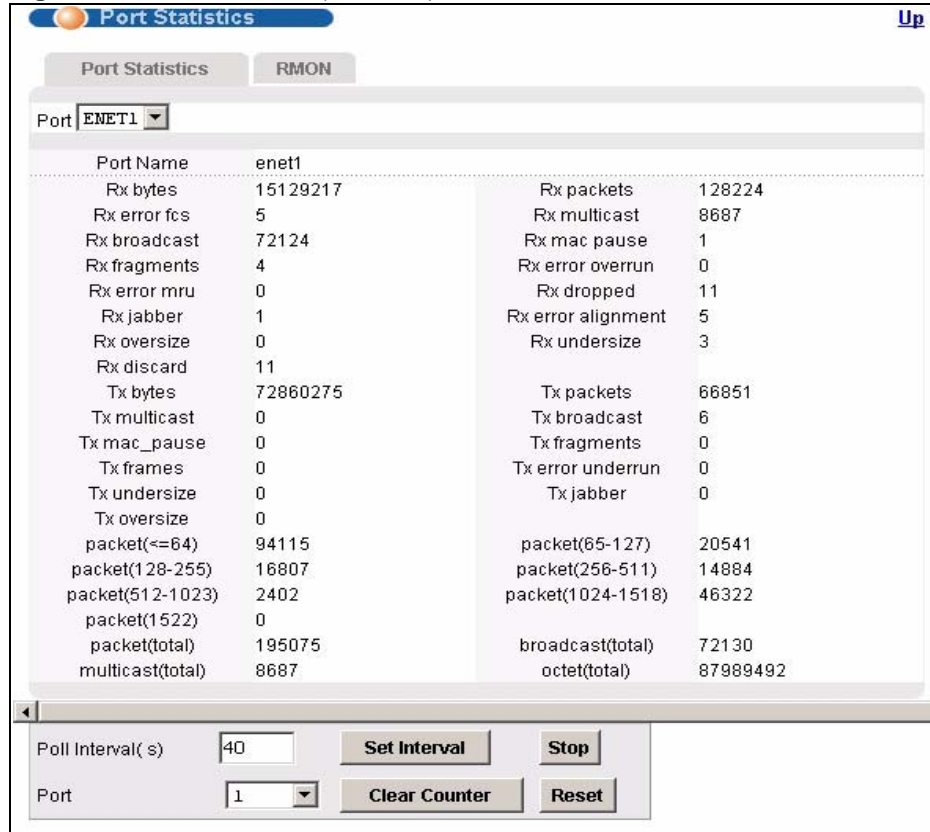 Port Statistics
Up
Port Statistics RMON
Port ENET1
Port Name enet1
Rx bytes 15129217 Rx packets 128224
Rx error fcs 5 Rx multicast 8687
Rx broadcast 72124 Rx mac pause 1
Rx fragments 4 Rx error overrun 0
Rx error mru 0 Rx dropped 11
Rx jabber 1 Rx error alignment 5
Rx oversize 0 Rx undersize 3
Rx discard 11
Tx bytes 72860275 Tx packets 66851
Tx multicast 0 Tx broadcast 6
Tx mac_pause 0 Tx fragments 0
Tx frames 0 Tx error underrun 0
Tx undersize 0 Tx jabber 0
Tx oversize 0
packet(<=64) 94115 packet(65-127) 20541
packet(128-255) 16807 packet(256-511) 14884
packet(512-1023) 2402 packet(1024-1518) 46322
packet(1522) 0
packet(total) 195075 broadcast(total) 72130
multicast(total) 8687 octet(total) 87989492
Poll Interval( s) 40 Set Interval Stop
Port 1 Clear Counter Reset